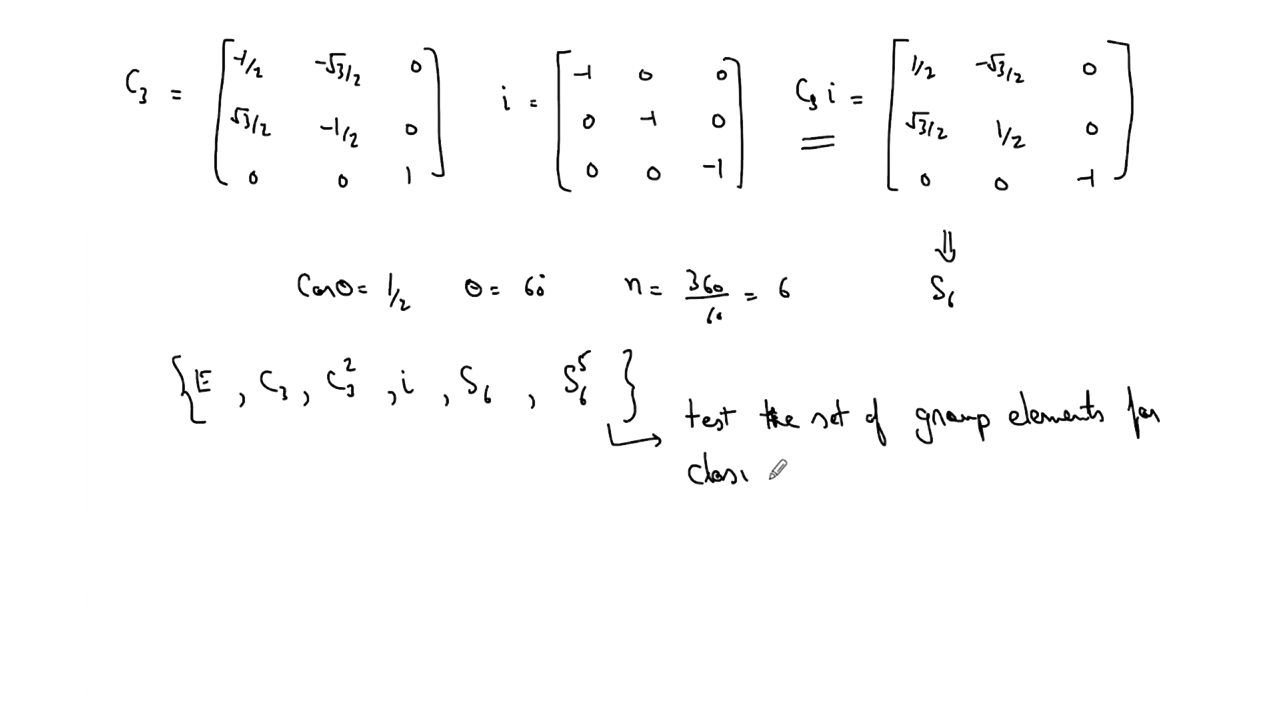 C₃ = [ -1/2 -√3/2 0 ; √3/2 -1/2 0 ; 0 0 1 ] i = [ -1 0 0 ; 0 -1 0 ; 0 0 -1 ] C₃ i = [ 1/2 -√3/2 0 ; √3/2 1/2 0 ; 0 0 -1 ]
⇓
Cosθ = 1/2 θ = 60° n = 360/60 = 6 S₆
{ E , C₃ , C₃² , i , S₆ , S₆⁵ }
test the set of group elements for